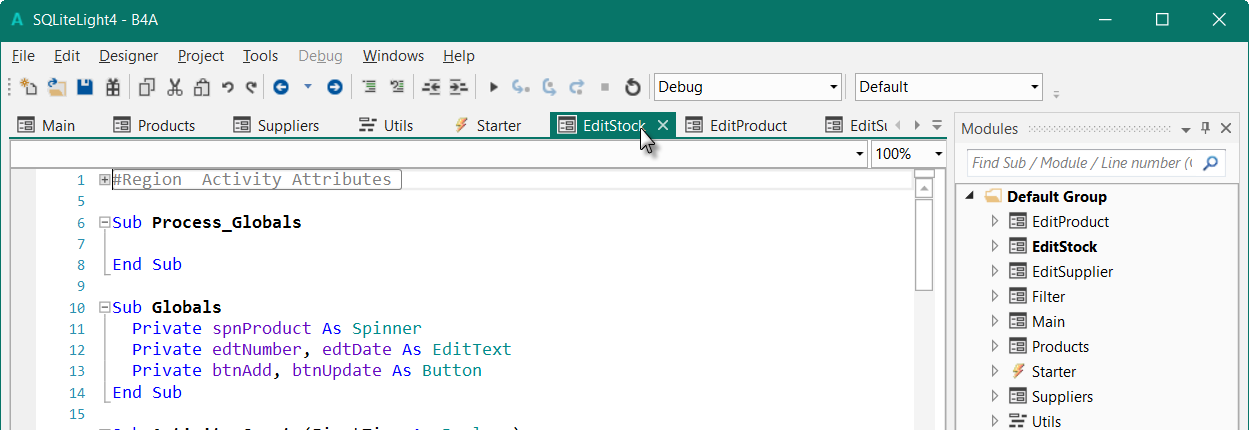 A SQLiteLight4 - B4A
File Edit Designer Project Tools Debug Windows Help
Debug Default
Main Products Suppliers Utils Starter EditStock EditProduct EditSu
100%
Modules
Find Sub / Module / Line number (
Default Group
EditProduct
EditStock
EditSupplier
Filter
Main
Products
Starter
Suppliers
Utils
1 #Region Activity Attributes
5
6 Sub Process_Globals
7
8 End Sub
9
10 Sub Globals
11 Private spnProduct As Spinner
12 Private edtNumber, edtDate As EditText
13 Private btnAdd, btnUpdate As Button
14 End Sub
15